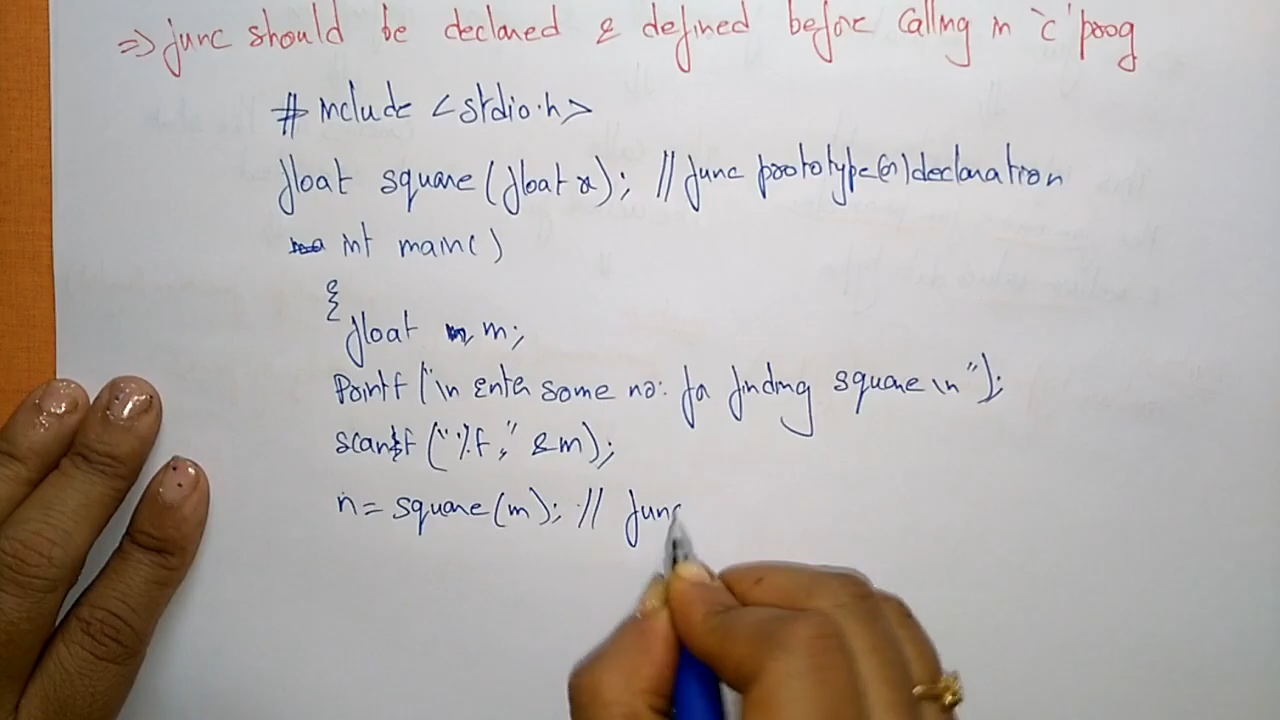 => func should be declared & defined before calling in 'c' prog
# include <stdio.h>
float square (float x); // func prototype (or) declaration
int main( )
{
float m, m;
Printf ("\n enter some no: for finding square \n");
scanf ("%f," &m);
n = square (m); // func